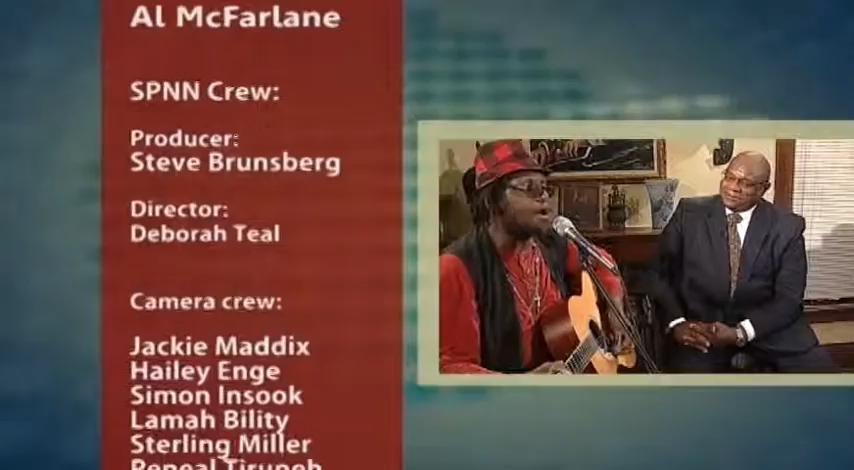 Al McFarlane
SPNN Crew:
Producer:
Steve Brunsberg
Director:
Deborah Teal
Camera crew:
Jackie Maddix
Hailey Enge
Simon Insook
Lamah Bility
Sterling Miller